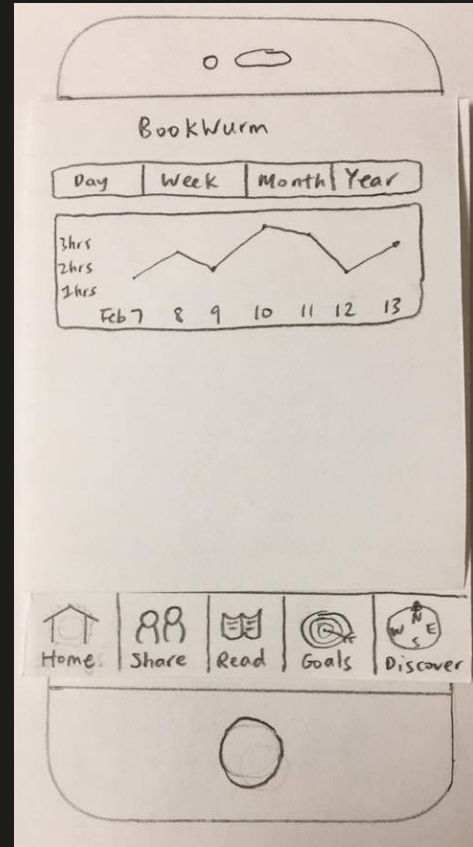 BookWurm
Day Week Month Year
3hrs
2hrs
1hrs
Feb 7 8 9 10 11 12 13
N
W E
S
Home Share Read Goals Discover